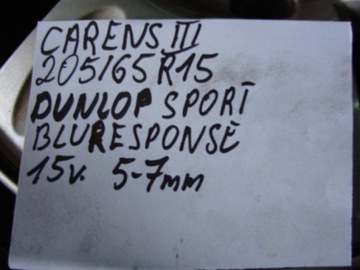 CARENS III
205/65 R15
DUNLOP SPORT
BLURESPONSE
15v. 5-7mm